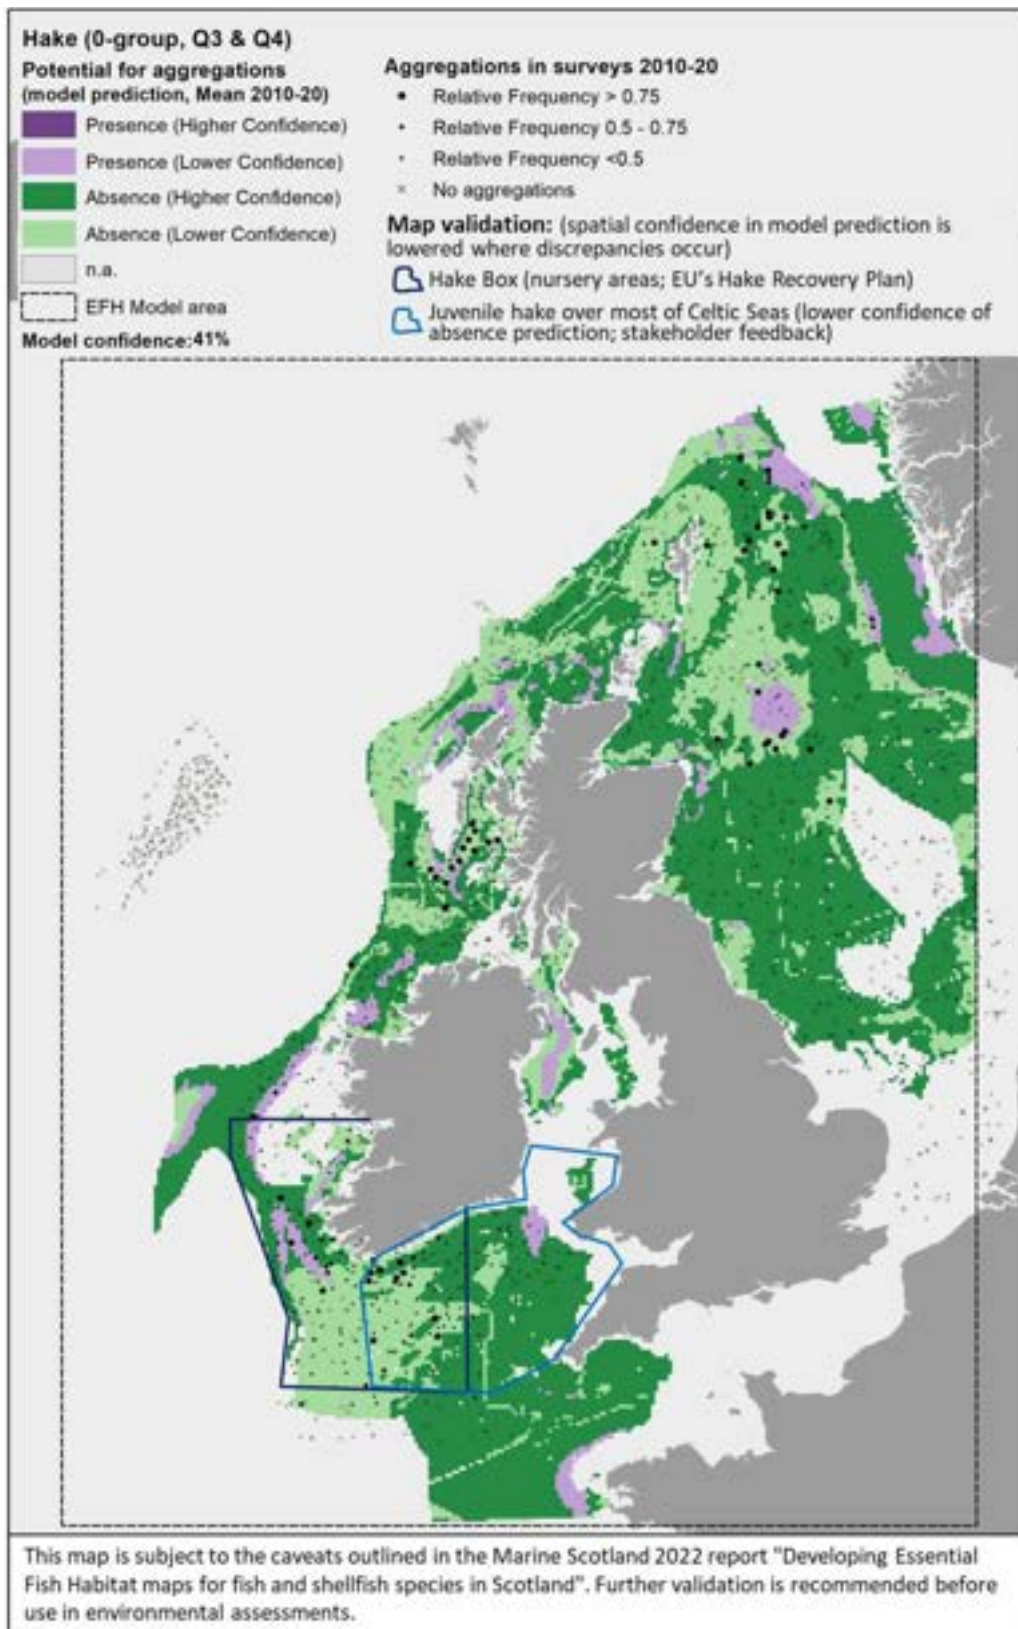 Hake (0-group, Q3 & Q4)
Potential for aggregations
(model prediction, Mean 2010-20)
Presence (Higher Confidence)
Presence (Lower Confidence)
Absence (Higher Confidence)
Absence (Lower Confidence)
n.a.
EFH Model area
Model confidence:41%
Aggregations in surveys 2010-20
Relative Frequency > 0.75
Relative Frequency 0.5 - 0.75
Relative Frequency <0.5
No aggregations
Map validation: (spatial confidence in model prediction is
lowered where discrepancies occur)
Hake Box (nursery areas; EU's Hake Recovery Plan)
Juvenile hake over most of Celtic Seas (lower confidence of
absence prediction; stakeholder feedback)
This map is subject to the caveats outlined in the Marine Scotland 2022 report "Developing Essential
Fish Habitat maps for fish and shellfish species in Scotland". Further validation is recommended before
use in environmental assessments.